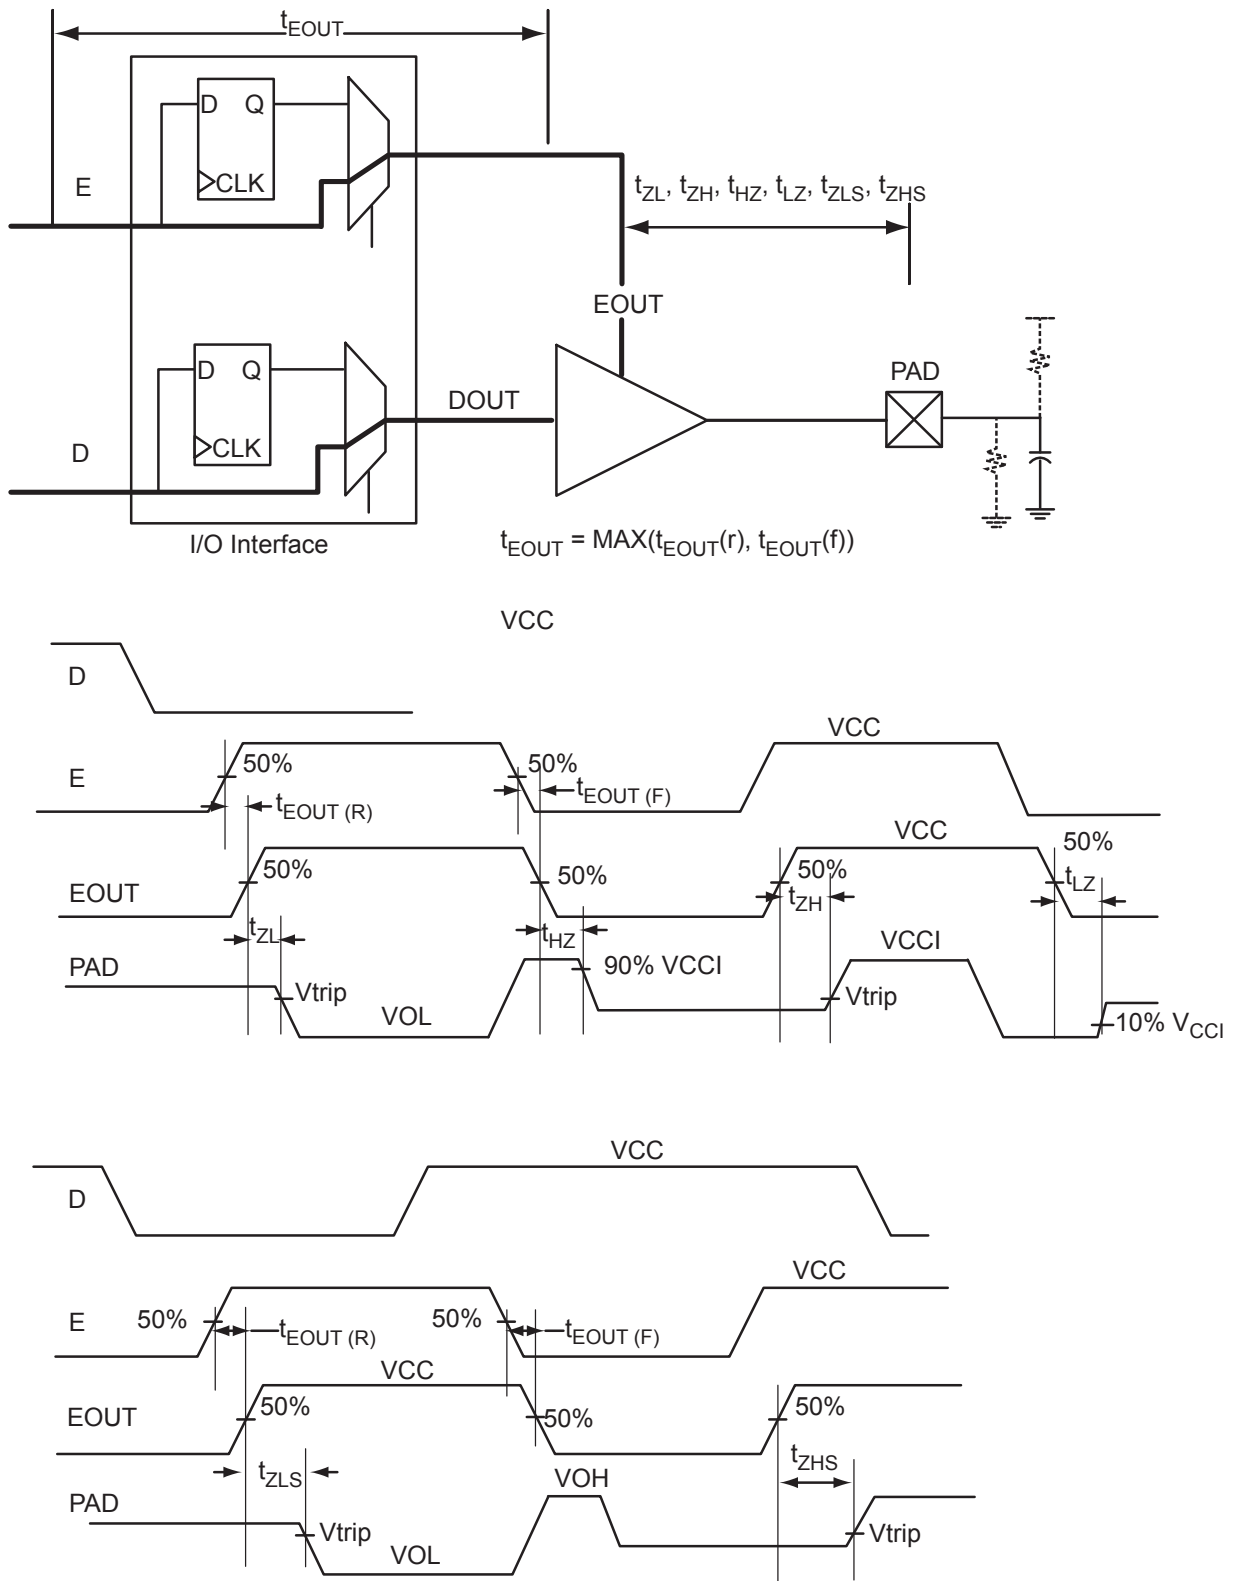 tEOUT
D Q
CLK
E
tZL, tZH, tHZ, tLZ, tZLS, tZHS
EOUT
D Q
CLK
DOUT
PAD
D
I/O Interface
tEOUT = MAX(tEOUT(r), tEOUT(f))
VCC
D
VCC
E
50%
50%
tEOUT (R)
tEOUT (F)
VCC
50%
EOUT
50%
50%
50%
tZL
tHZ
tZH
tLZ
PAD
VCCI
90% VCCI
Vtrip
Vtrip
VOL
10% VCCI
VCC
D
VCC
E
50%
50%
tEOUT (R)
tEOUT (F)
VCC
EOUT
50%
50%
50%
tZLS
tZHS
PAD
VOH
Vtrip
Vtrip
VOL